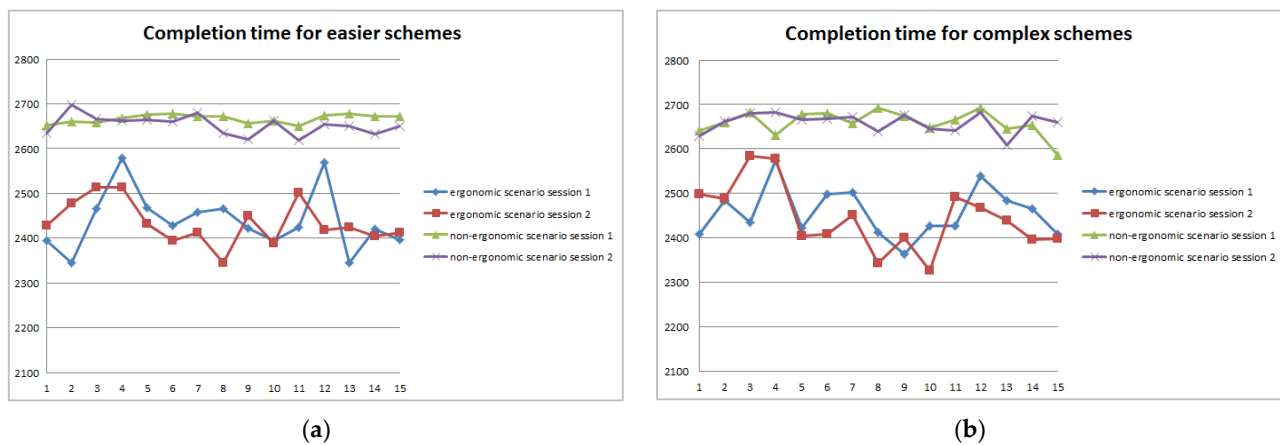 Completion time for easier schemes
2800
2700
2600
2500
2400
2300
2200
2100
1 2 3 4 5 6 7 8 9 10 11 12 13 14 15
ergonomic scenario session 1
ergonomic scenario session 2
non-ergonomic scenario session 1
non-ergonomic scenario session 2
(a)
Completion time for complex schemes
2800
2700
2600
2500
2400
2300
2200
2100
1 2 3 4 5 6 7 8 9 10 11 12 13 14 15
ergonomic scenario session 1
ergonomic scenario session 2
non-ergonomic scenario session 1
non-ergonomic scenario session 2
(b)